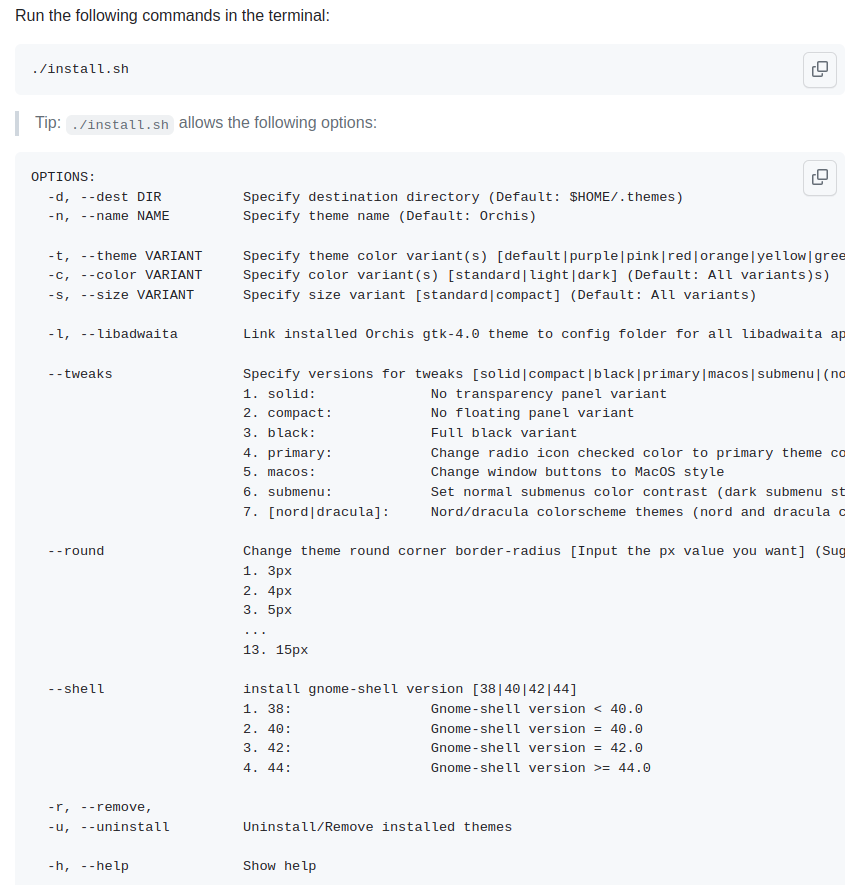 Run the following commands in the terminal:
./install.sh
Tip: ./install.sh allows the following options:
OPTIONS:
-d, --dest DIR Specify destination directory (Default: $HOME/.themes)
-n, --name NAME Specify theme name (Default: Orchis)
-t, --theme VARIANT Specify theme color variant(s) [default|purple|pink|red|orange|yellow|gree
-c, --color VARIANT Specify color variant(s) [standard|light|dark] (Default: All variants)s)
-s, --size VARIANT Specify size variant [standard|compact] (Default: All variants)
-l, --libadwaita Link installed Orchis gtk-4.0 theme to config folder for all libadwaita ap
--tweaks Specify versions for tweaks [solid|compact|black|primary|macos|submenu|(no
1. solid: No transparency panel variant
2. compact: No floating panel variant
3. black: Full black variant
4. primary: Change radio icon checked color to primary theme co
5. macos: Change window buttons to MacOS style
6. submenu: Set normal submenus color contrast (dark submenu st
7. [nord|dracula]: Nord/dracula colorscheme themes (nord and dracula c
--round Change theme round corner border-radius [Input the px value you want] (Sug
1. 3px
2. 4px
3. 5px
...
13. 15px
--shell install gnome-shell version [38|40|42|44]
1. 38: Gnome-shell version < 40.0
2. 40: Gnome-shell version = 40.0
3. 42: Gnome-shell version = 42.0
4. 44: Gnome-shell version >= 44.0
-r, --remove,
-u, --uninstall Uninstall/Remove installed themes
-h, --help Show help